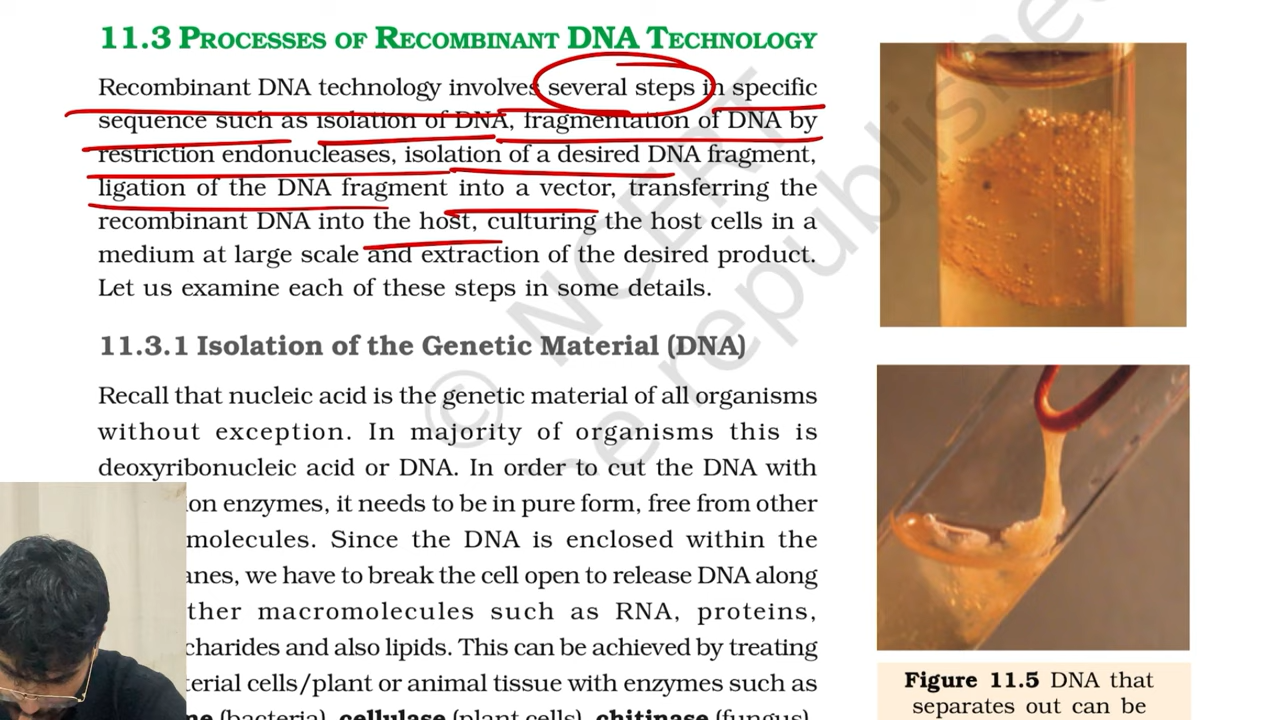 11.3 PROCESSES OF RECOMBINANT DNA TECHNOLOGY
Recombinant DNA technology involves several steps in specific
sequence such as isolation of DNA, fragmentation of DNA by
restriction endonucleases, isolation of a desired DNA fragment,
ligation of the DNA fragment into a vector, transferring the
recombinant DNA into the host, culturing the host cells in a
medium at large scale and extraction of the desired product.
Let us examine each of these steps in some details.
11.3.1 Isolation of the Genetic Material (DNA)
Recall that nucleic acid is the genetic material of all organisms
without exception. In majority of organisms this is
deoxyribonucleic acid or DNA. In order to cut the DNA with
on enzymes, it needs to be in pure form, free from other
molecules. Since the DNA is enclosed within the
anes, we have to break the cell open to release DNA along
ther macromolecules such as RNA, proteins,
charides and also lipids. This can be achieved by treating
terial cells/plant or animal tissue with enzymes such as
me (bacteria), cellulase (plant cells), chitinase (fungus).
Figure 11.5 DNA that
separates out can be
© NCERT
be republishe